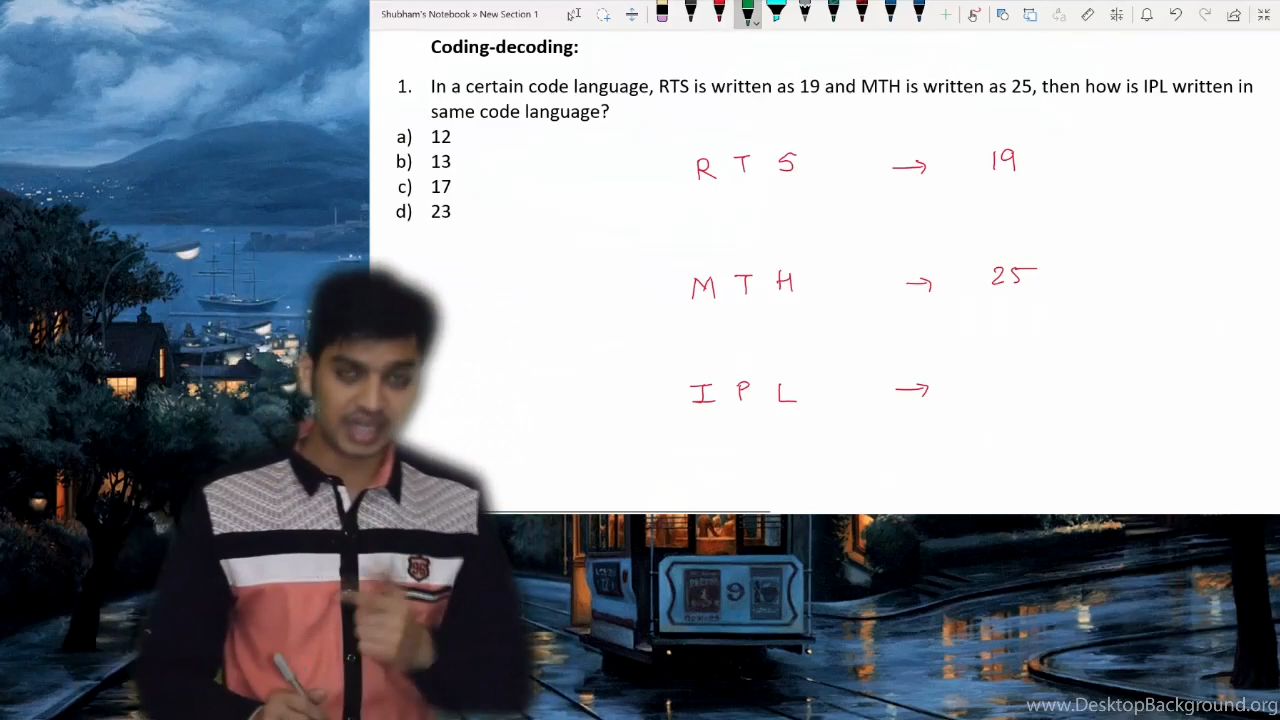 Shubham's Notebook » New Section 1
Coding-decoding:
1. In a certain code language, RTS is written as 19 and MTH is written as 25, then how is IPL written in
same code language?
a) 12
b) 13
c) 17
d) 23
R T S → 19
M T H → 25
I P L →
9
www.DesktopBackground.org